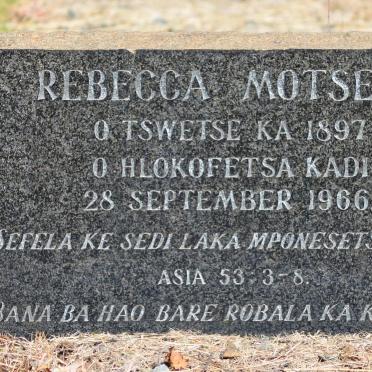 REBECCA MOTSE
O TSWETSE KA 1897
O HLOKOFETSA KADI
28 SEPTEMBER 1966
SEFELA KE SEDI LAKA MPONESETS
ASIA 53:3-8.
BANA BA HAO BARE ROBALA KA K